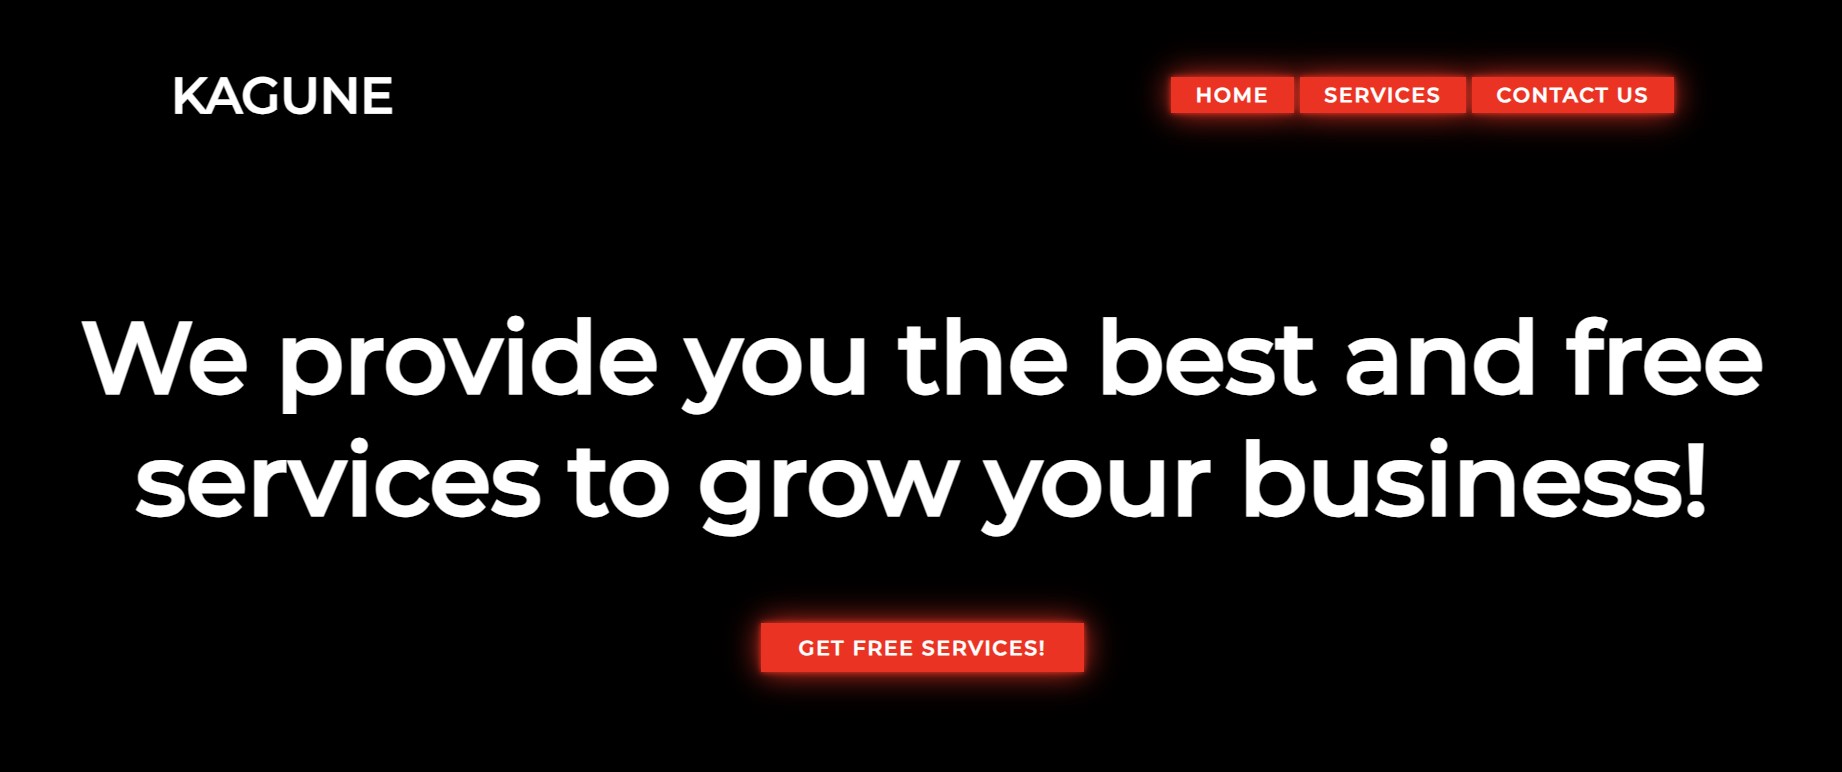 KAGUNE
HOME SERVICES CONTACT US
We provide you the best and free
services to grow your business!
GET FREE SERVICES!